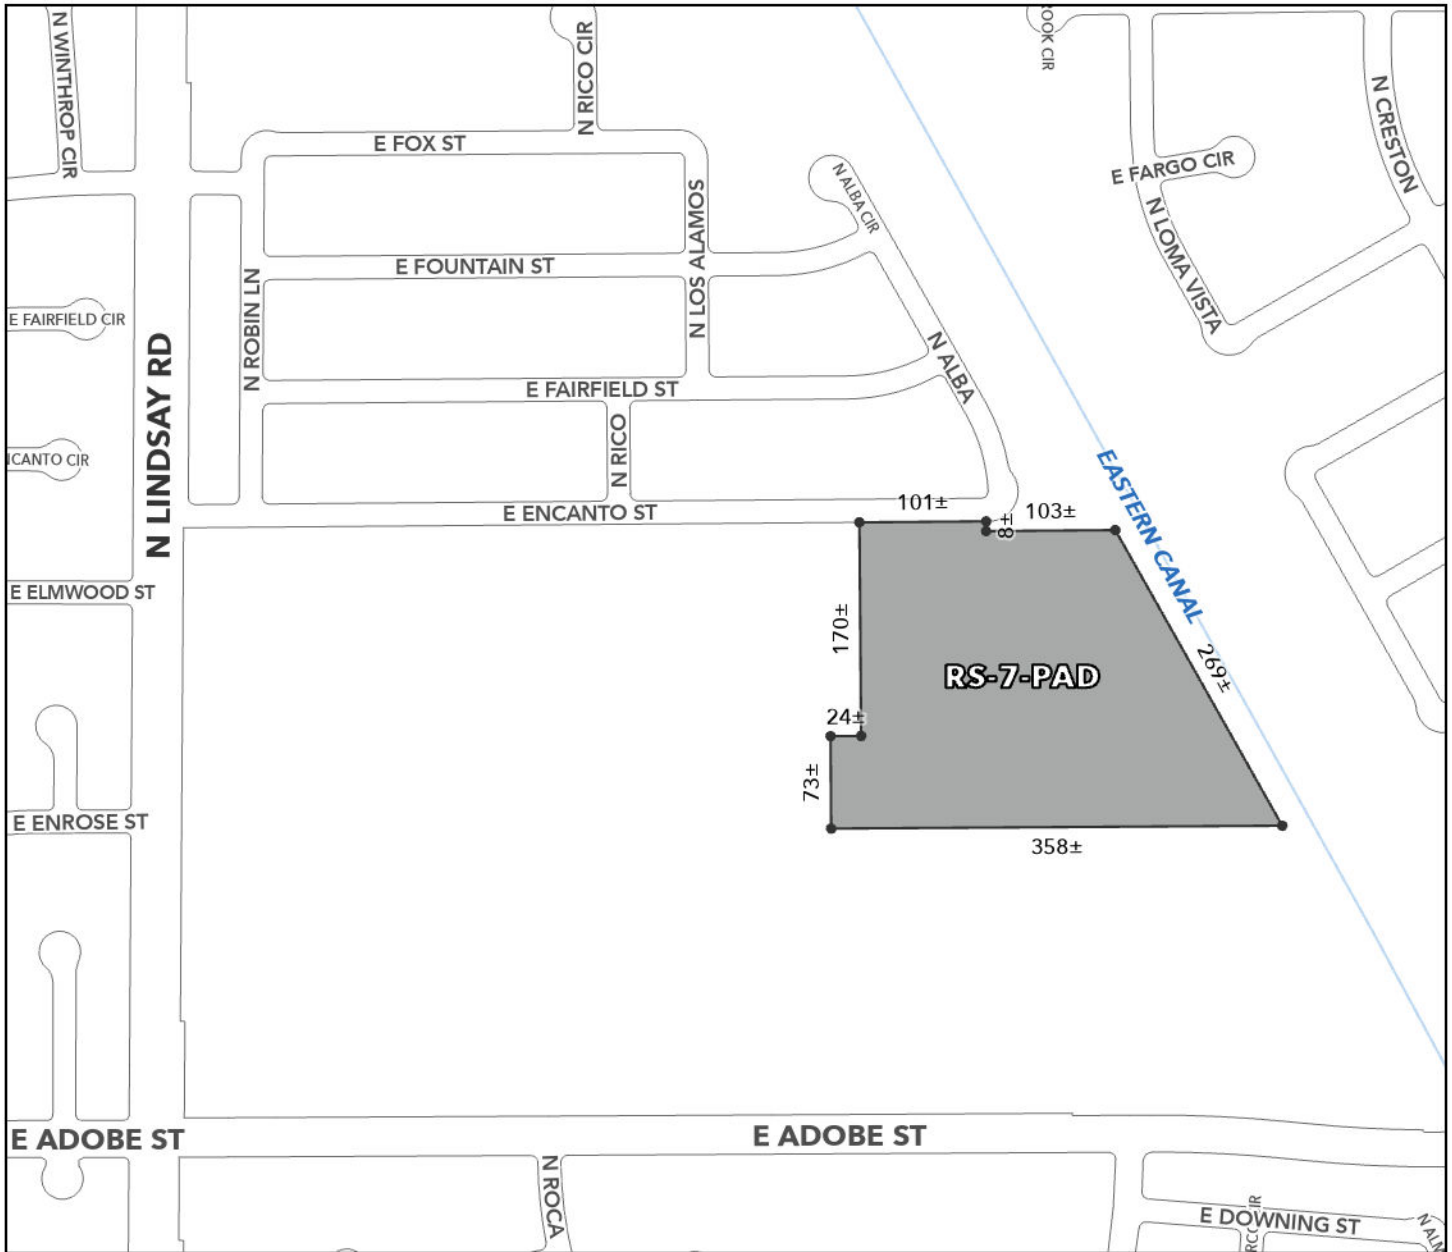 N WINTHROP CIR
N RICO CIR
OOK CIR
N CRESTON
E FOX ST
E FARGO CIR
N ALBA CIR
N LOS ALAMOS
N LOMA VISTA
E FOUNTAIN ST
N ROBIN LN
E FAIRFIELD CIR
N LINDSAY RD
N ALBA
E FAIRFIELD ST
N RICO
NCANTO CIR
EASTERN CANAL
E ENCANTO ST
101±
8±
103±
E ELMWOOD ST
170±
RS-7-PAD
269±
24±
73±
E ENROSE ST
358±
E ADOBE ST
E ADOBE ST
N ROCA
E DOWNING ST
N ALM